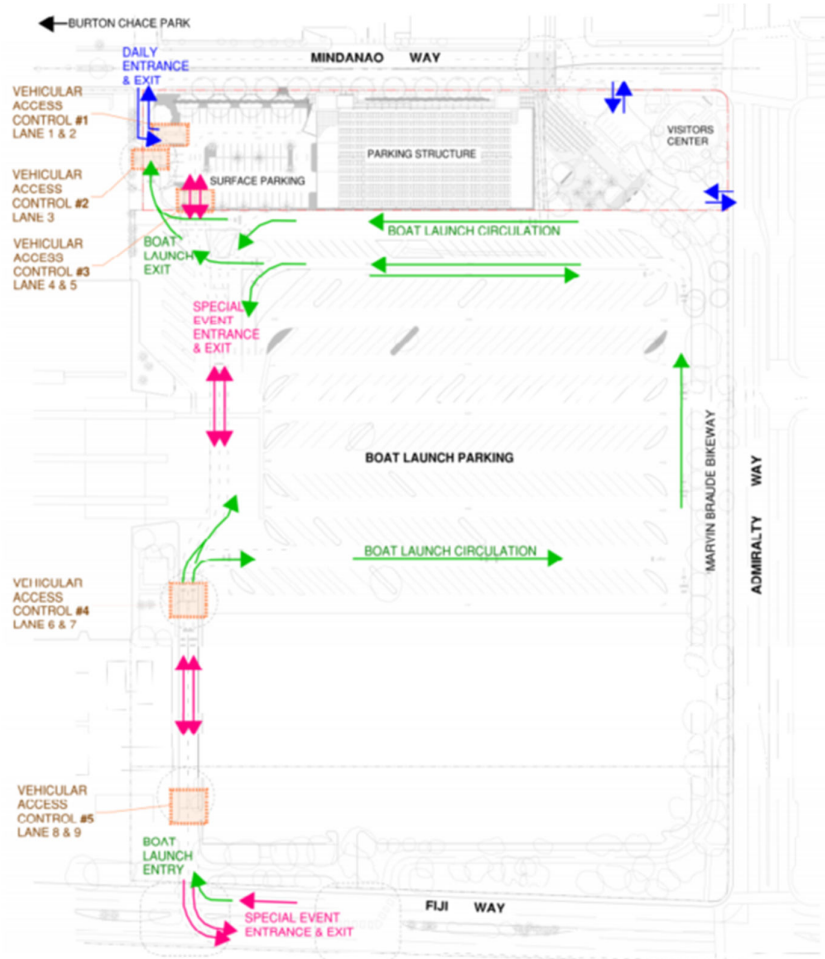 BURTON CHACE PARK
MINDANAO WAY
DAILY
ENTRANCE
& EXIT
VEHICULAR
ACCESS
CONTROL #1
LANE 1 & 2
VISITORS
CENTER
PARKING STRUCTURE
VEHICULAR
ACCESS
CONTROL #2
LANE 3
SURFACE PARKING
BOAT LAUNCH CIRCULATION
VEHICULAR
ACCESS
CONTROL #3
LANE 4 & 5
BOAT
LAUNCH
EXIT
SPECIAL
EVENT
ENTRANCE
& EXIT
BOAT LAUNCH PARKING
MARVIN BRAUDE BIKEWAY
ADMIRALTY WAY
BOAT LAUNCH CIRCULATION
VEHICULAR
ACCESS
CONTROL #4
LANE 6 & 7
VEHICULAR
ACCESS
CONTROL #5
LANE 8 & 9
BOAT
LAUNCH
ENTRY
FIJI WAY
SPECIAL EVENT
ENTRANCE & EXIT